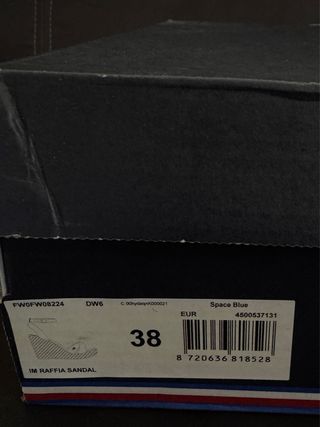 FW0FW08224 DW6 Space Blue
EUR 4500537131
38
IM RAFFIA SANDAL 8 720636 818528